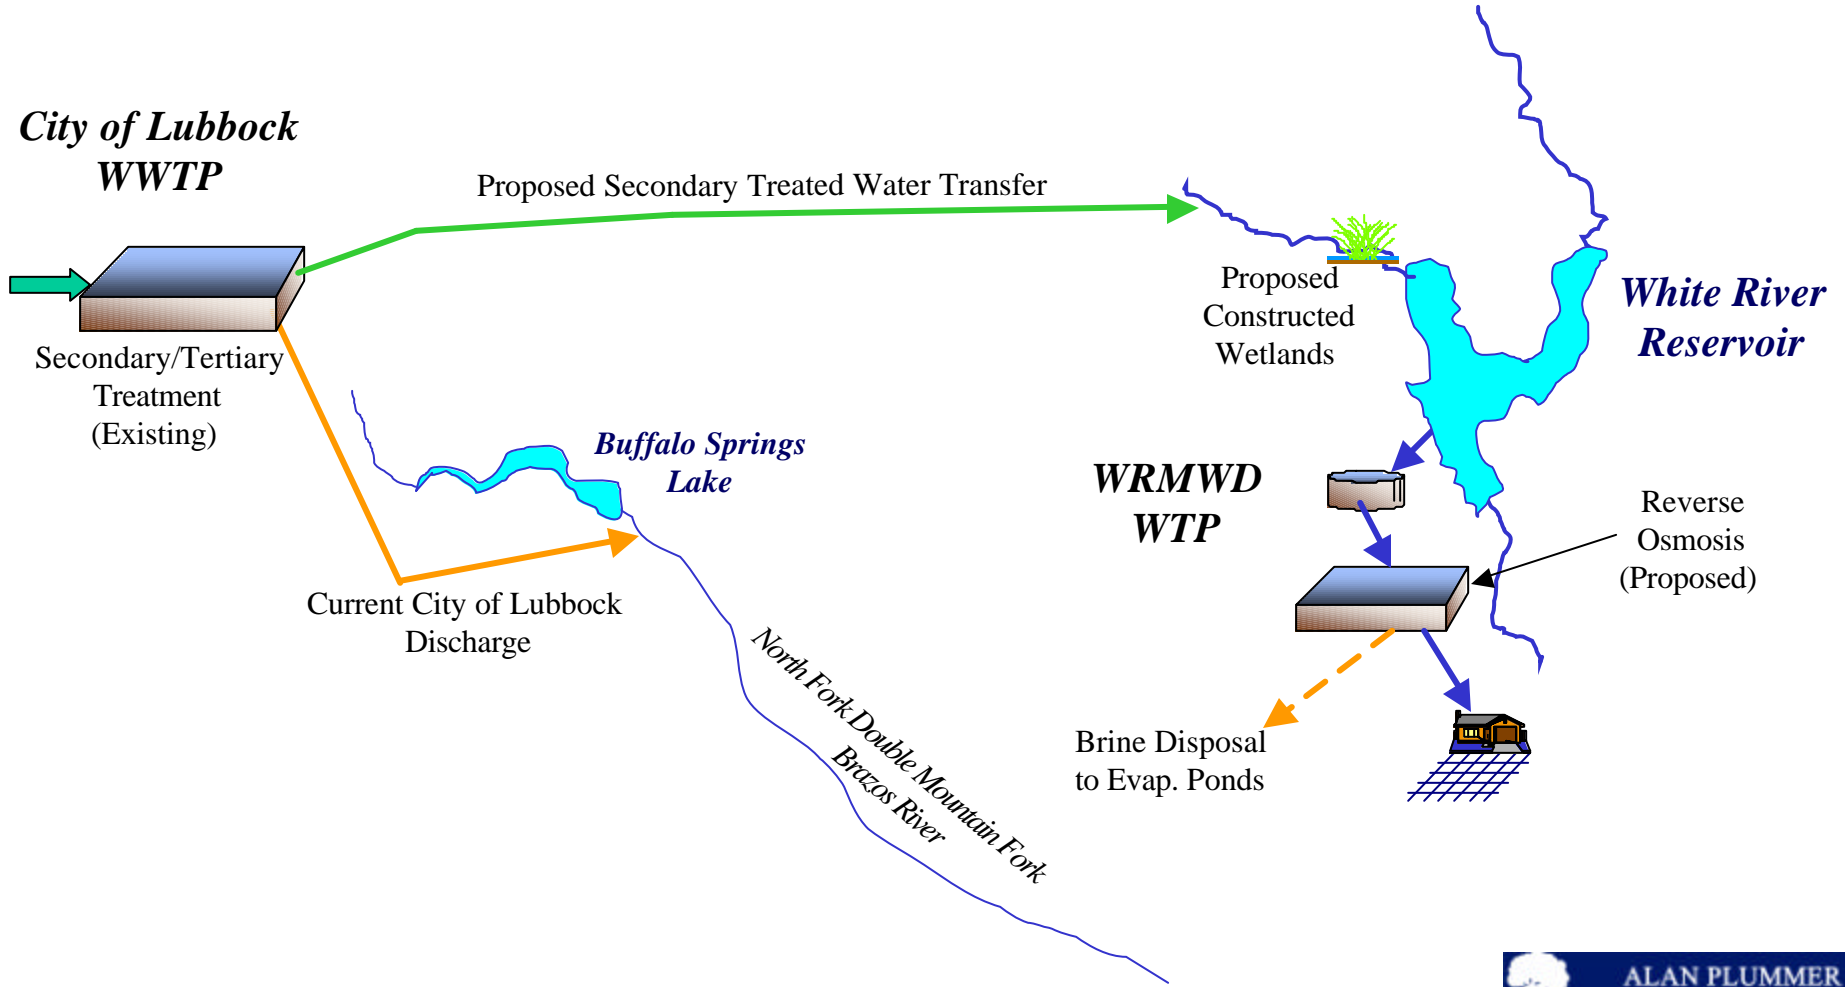 City of Lubbock
WWTP
Proposed Secondary Treated Water Transfer
Secondary/Tertiary
Treatment
(Existing)
Proposed
Constructed
Wetlands
White River
Reservoir
Buffalo Springs
Lake
WRMWD
WTP
Reverse
Osmosis
(Proposed)
Current City of Lubbock
Discharge
North Fork Double Mountain Fork
Brazos River
Brine Disposal
to Evap. Ponds
ALAN PLUMMER